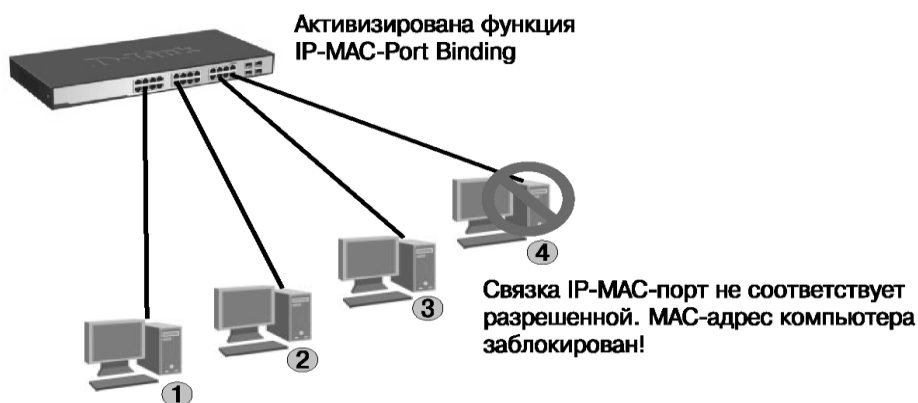 Активизирована функция
IP-MAC-Port Binding
D-Link
4
3
Связка IP-MAC-порт не соответствует
разрешенной. MAC-адрес компьютера
заблокирован!
2
1